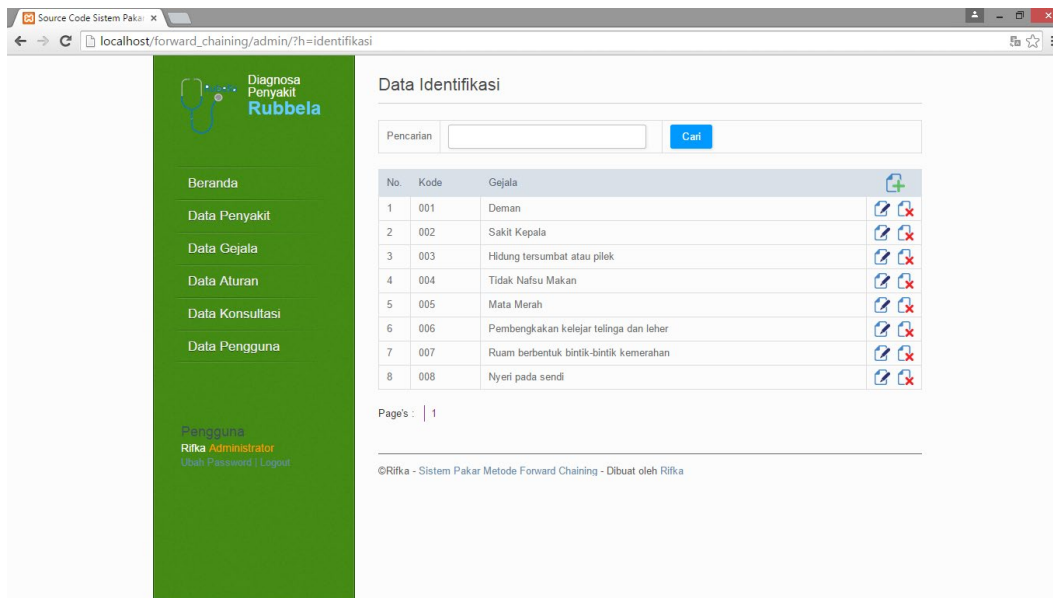 Source Code Sistem Paka
localhost/forward_chaining/admin/?h=identifikasi
Diagnosa
Penyakit
Rubbela
Beranda
Data Penyakit
Data Gejala
Data Aturan
Data Konsultasi
Data Pengguna
Pengguna
Rifka Administrator
Ubah Password | Logout
Data Identifikasi
Pencarian Cari
No. Kode Gejala
1 001 Deman
2 002 Sakit Kepala
3 003 Hidung tersumbat atau pilek
4 004 Tidak Nafsu Makan
5 005 Mata Merah
6 006 Pembengkakan kelejar telinga dan leher
7 007 Ruam berbentuk bintik-bintik kemerahan
8 008 Nyeri pada sendi
Page's : 1
©Rifka - Sistem Pakar Metode Forward Chaining - Dibuat oleh Rifka